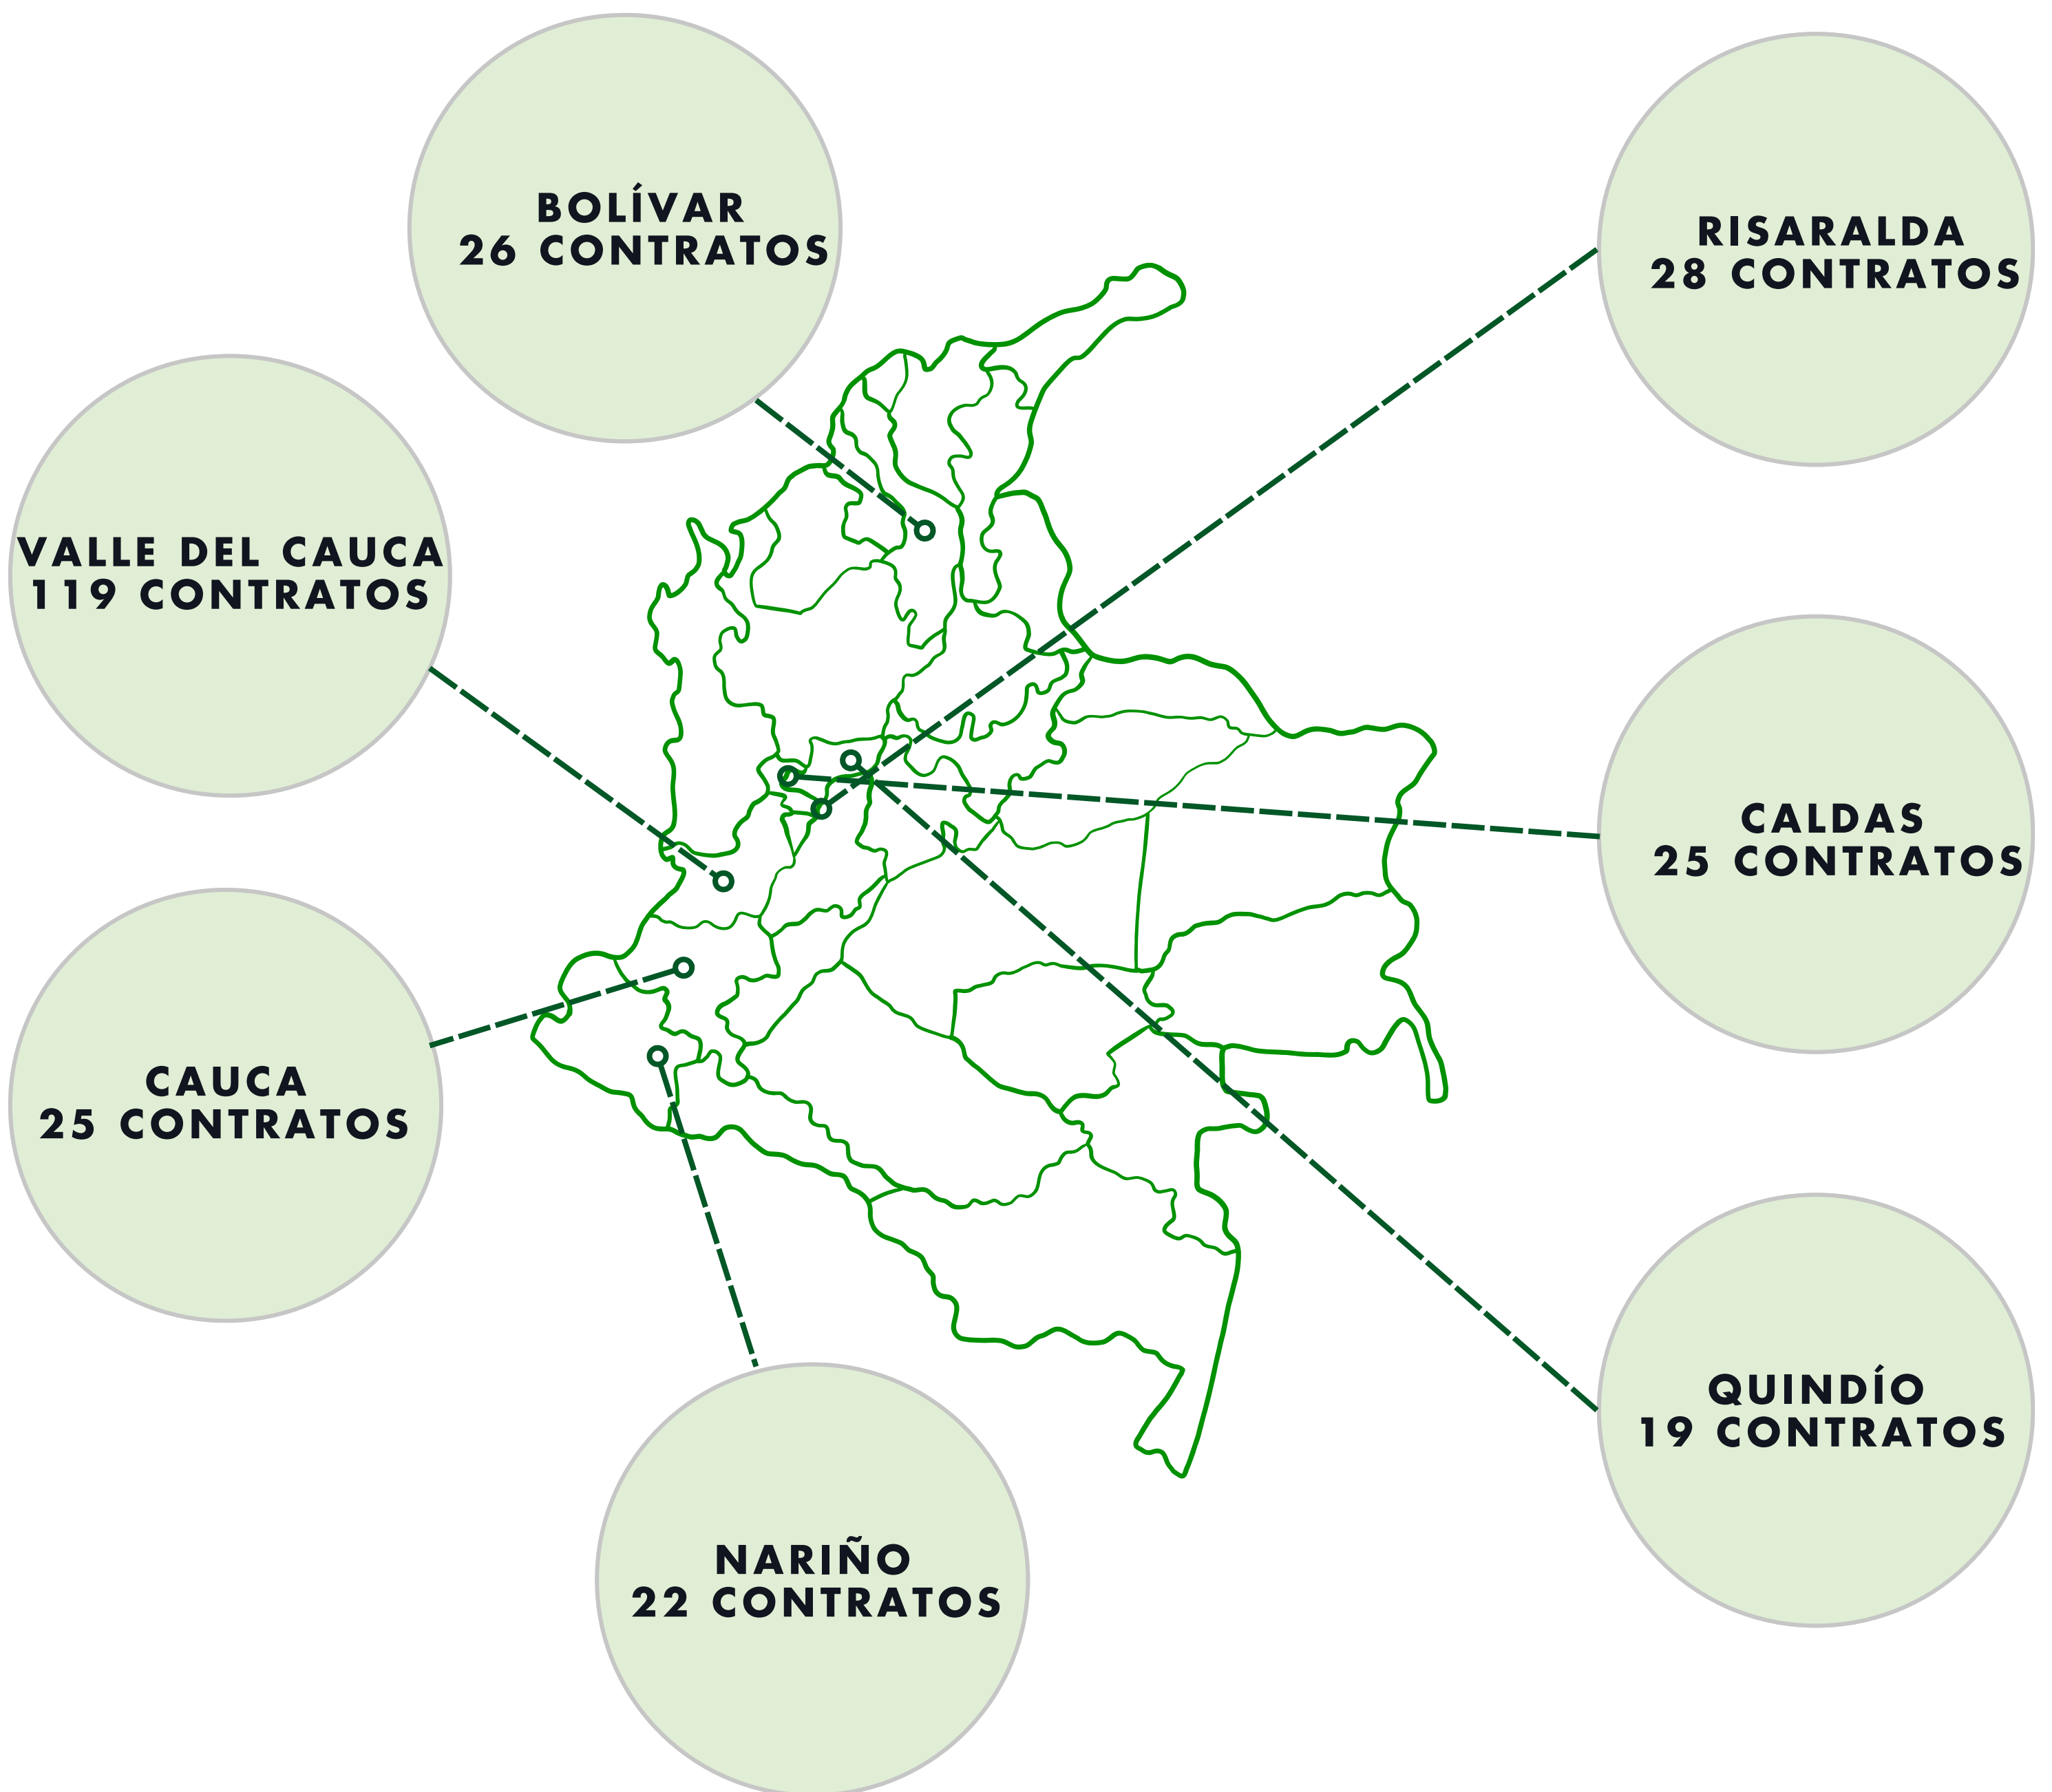 BOLÍVAR
26 CONTRATOS
RISARALDA
28 CONTRATOS
VALLE DEL CAUCA
119 CONTRATOS
CALDAS
25 CONTRATOS
CAUCA
25 CONTRATOS
QUINDÍO
19 CONTRATOS
NARIÑO
22 CONTRATOS